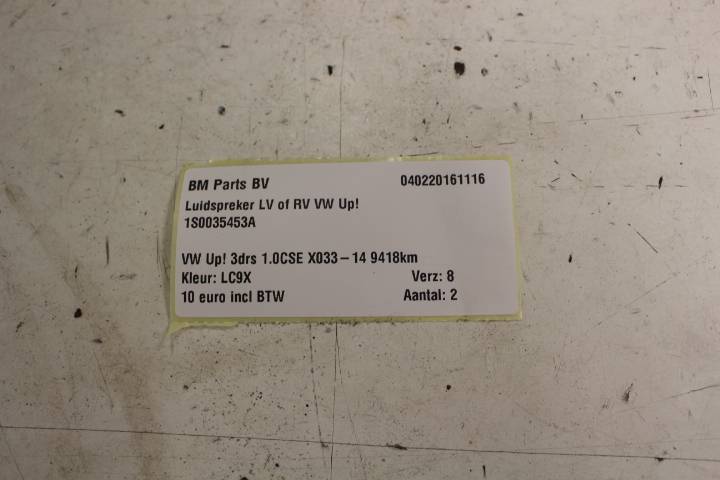 BM Parts BV 040220161116
Luidspreker LV of RV VW Up!
1S0035453A
VW Up! 3drs 1.0CSE X033-14 9418km
Kleur: LC9X Verz: 8
10 euro incl BTW Aantal: 2